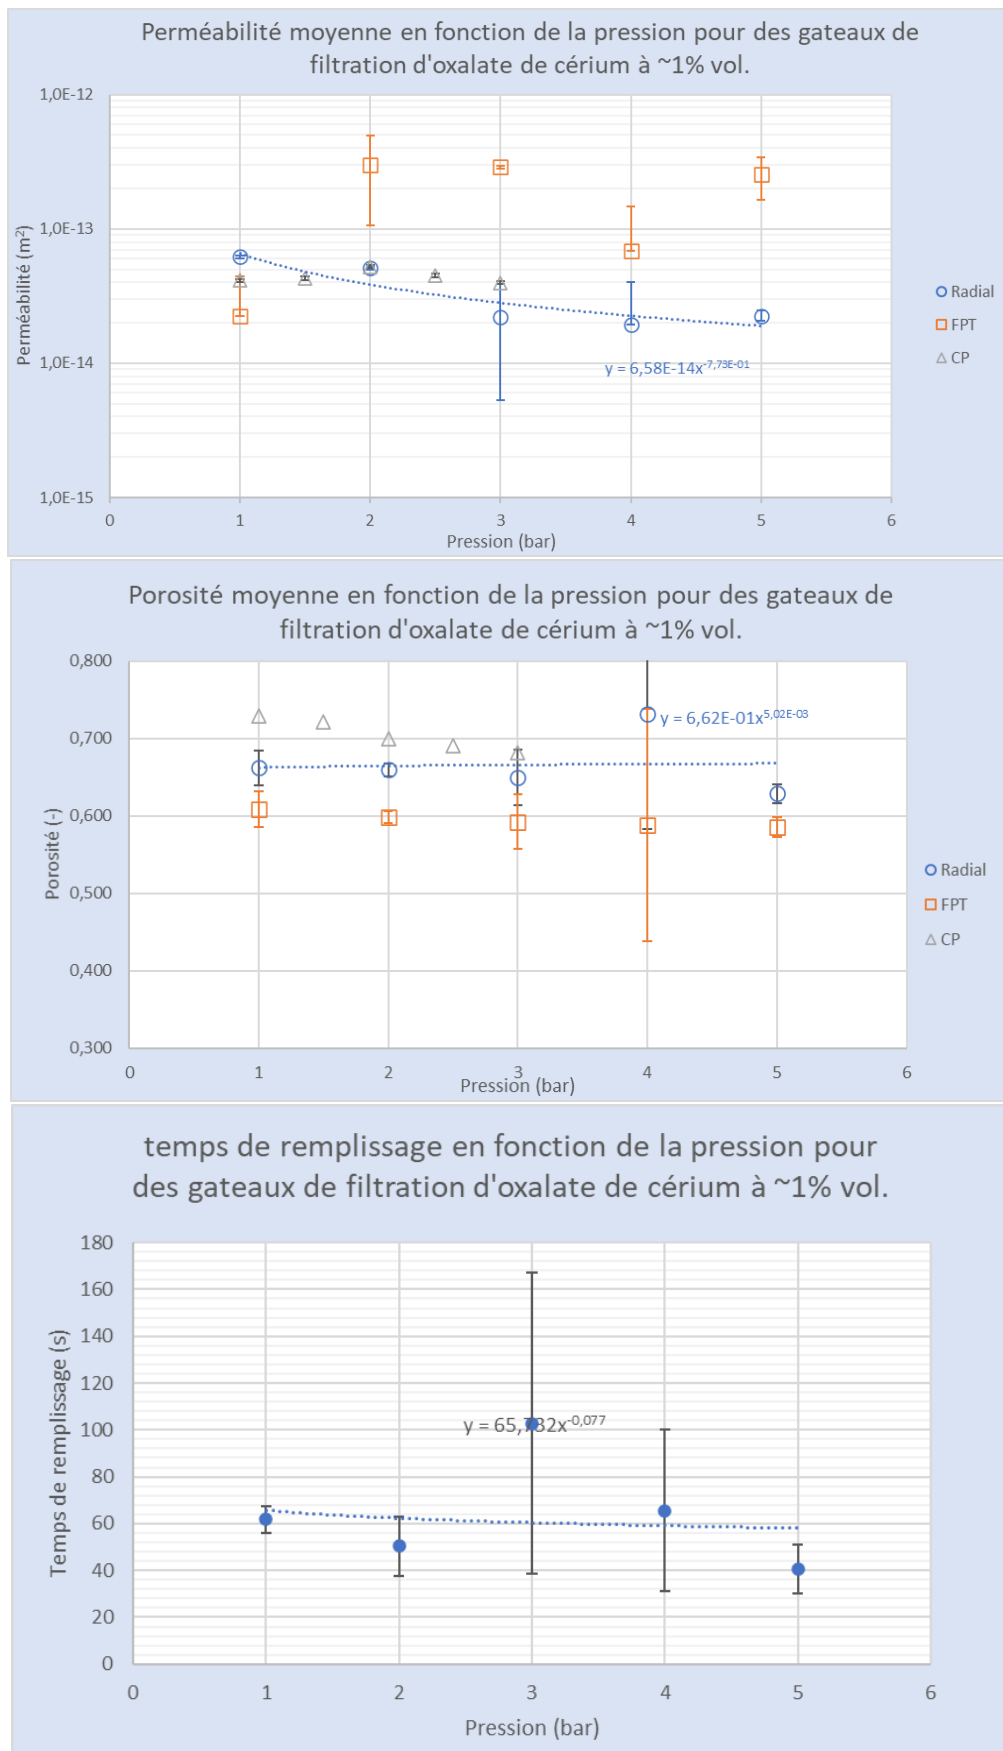 Perméabilité moyenne en fonction de la pression pour des gateaux de
filtration d'oxalate de cérium à ~1% vol.
1,0E-12
1,0E-13
1,0E-14
1,0E-15
Perméabilité (m²)
y = 6,58E-14x^-7,73E-01
Radial
FPT
CP
0 1 2 3 4 5 6
Pression (bar)
Porosité moyenne en fonction de la pression pour des gateaux de
filtration d'oxalate de cérium à ~1% vol.
0,800
0,700
0,600
0,500
0,400
0,300
Porosité (-)
y = 6,62E-01x^5,02E-03
Radial
FPT
CP
0 1 2 3 4 5 6
Pression (bar)
temps de remplissage en fonction de la pression pour
des gateaux de filtration d'oxalate de cérium à ~1% vol.
180
160
140
120
100
80
60
40
20
0
Temps de remplissage (s)
y = 65,732x^-0,077
0 1 2 3 4 5 6
Pression (bar)